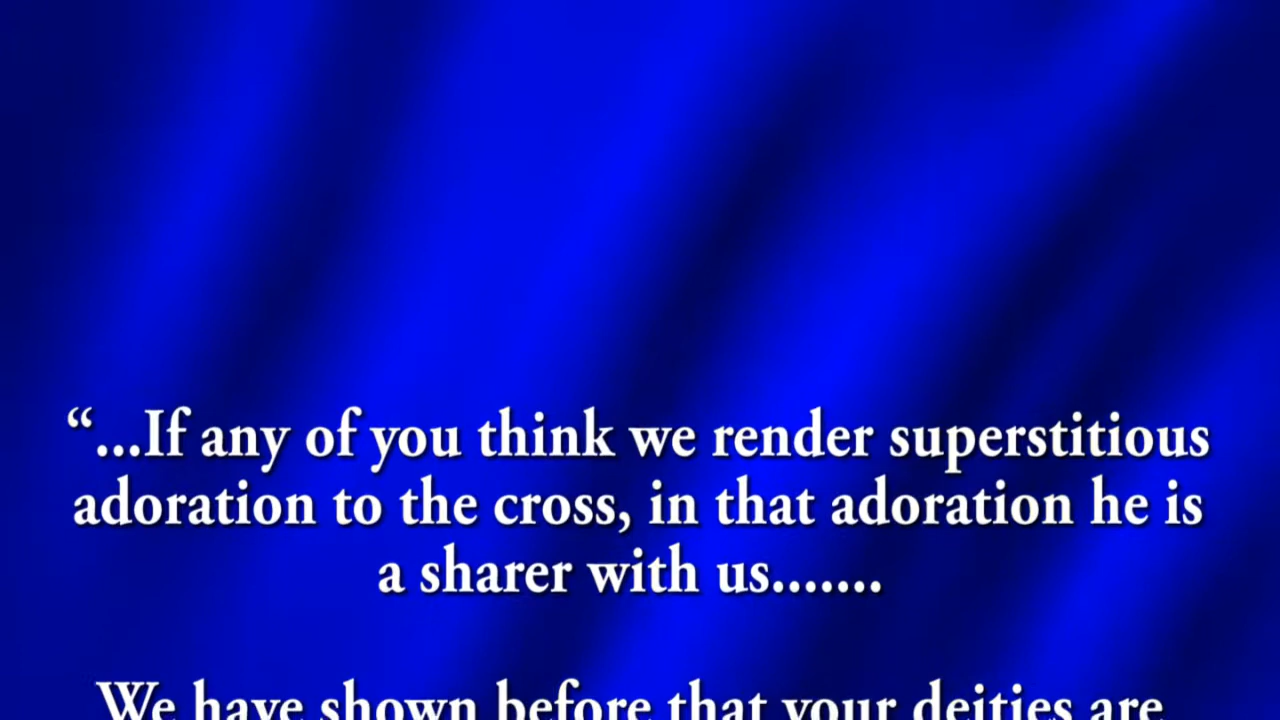 “...If any of you think we render superstitious
adoration to the cross, in that adoration he is
a sharer with us.......
We have shown before that your deities are